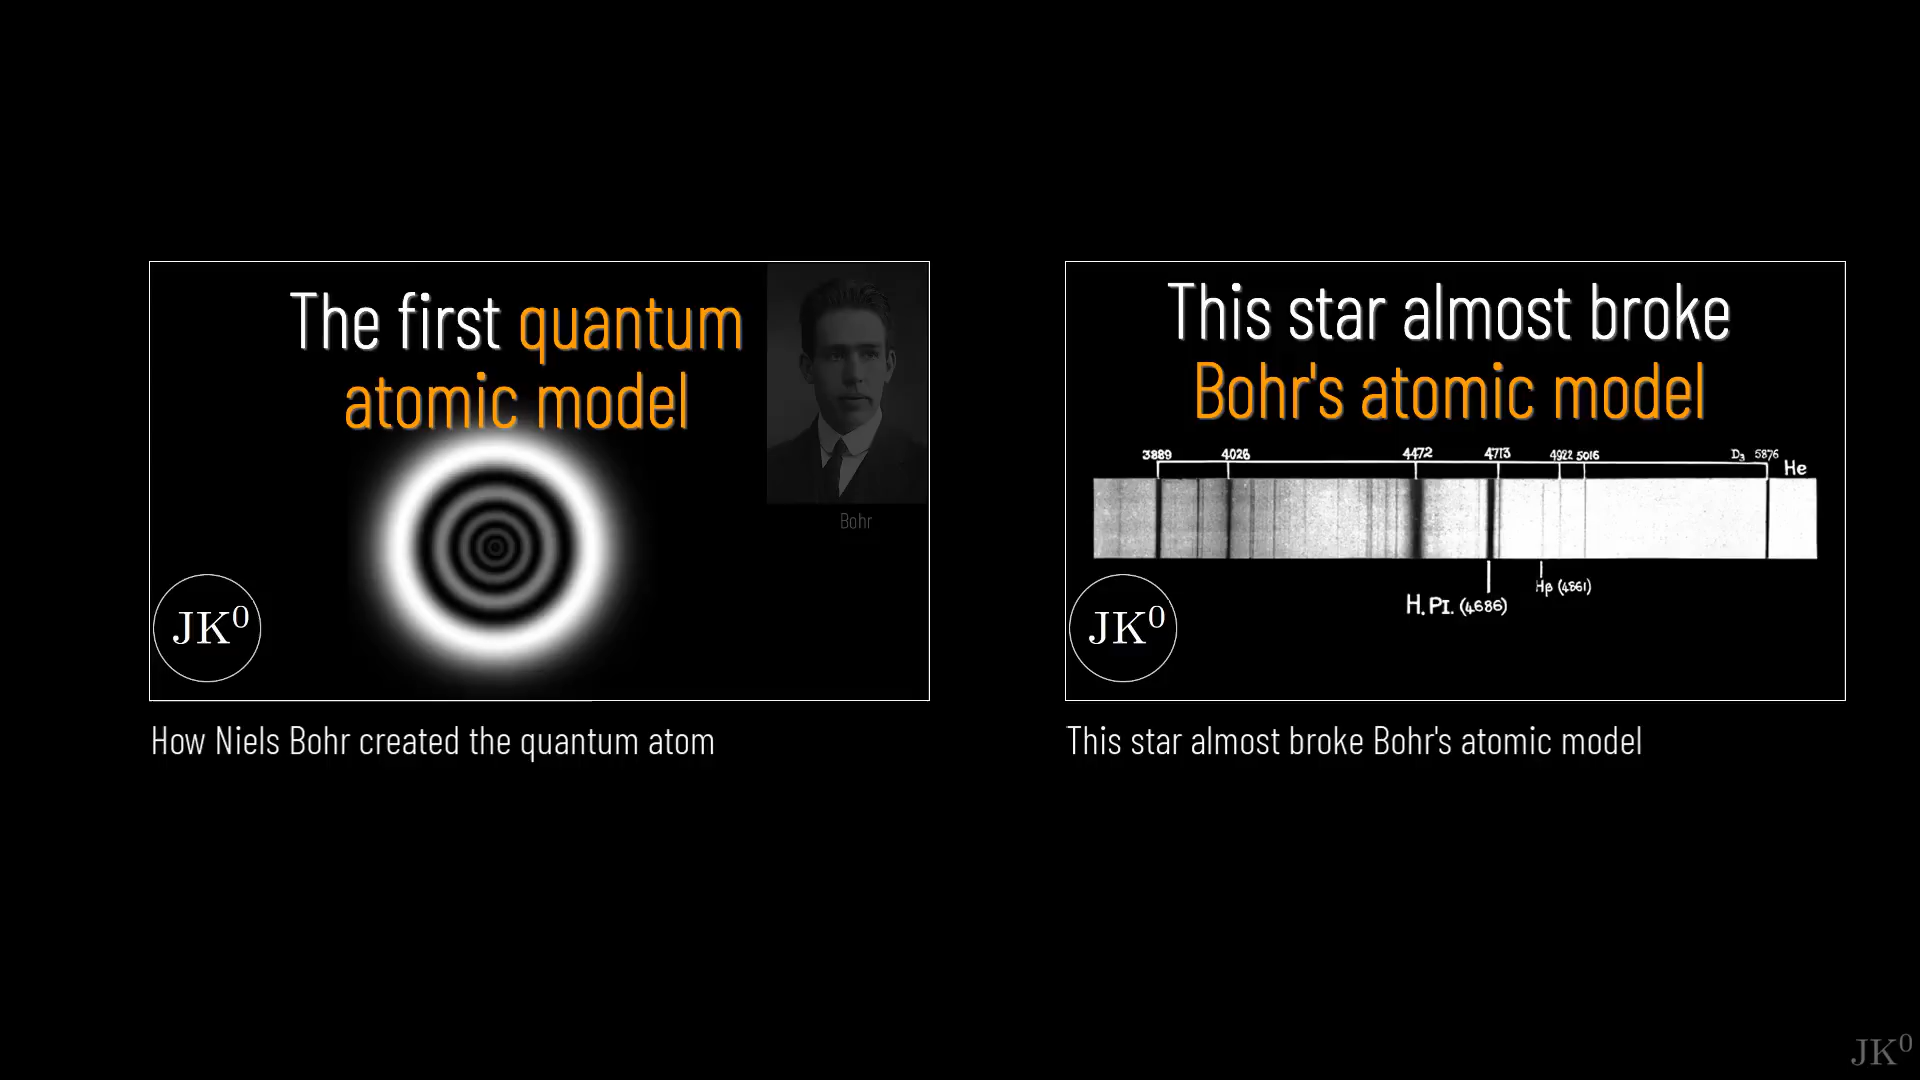 The first quantum
atomic model
Bohr
JK⁰
How Niels Bohr created the quantum atom
This star almost broke
Bohr's atomic model
3889 4026 4472 4713 4922 5016 D₃ 5876 He
H. PI. (4686) Hβ (4861)
JK⁰
This star almost broke Bohr's atomic model
JK⁰